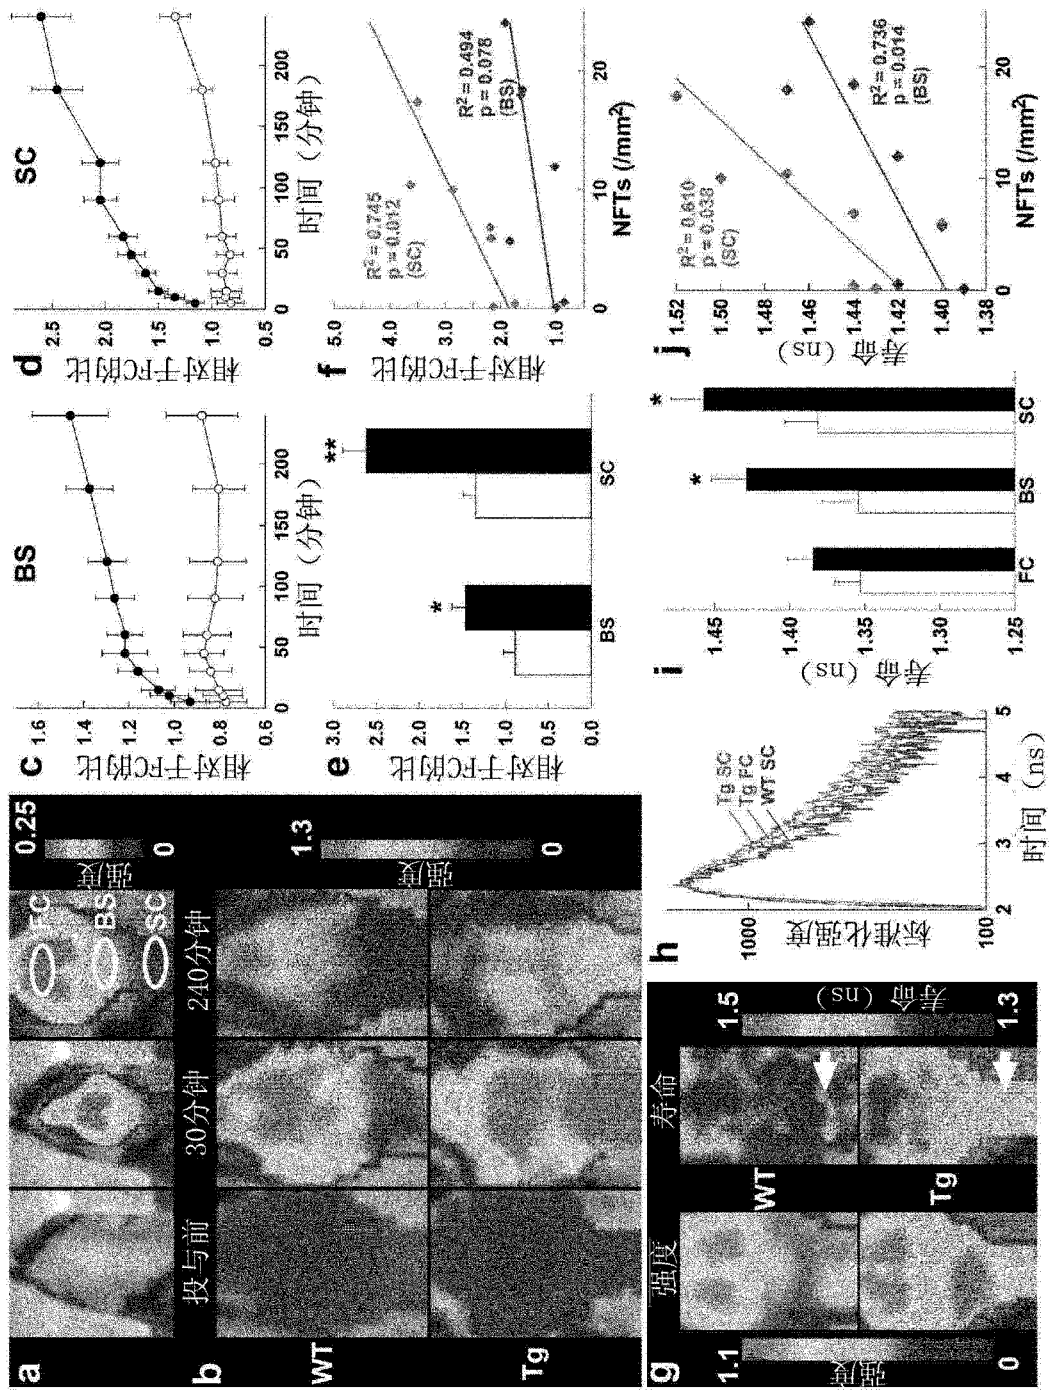 a
投与前
30分钟
240分钟
FC
BS
SC
0.25
强度
0
b
WT
Tg
1.3
强度
0
c
BS
相对于FC的比
1.6
1.4
1.2
1.0
0.8
0.6
0
50
100
150
200
时间（分钟）
d
SC
相对于FC的比
2.5
2.0
1.5
1.0
0.5
0
50
100
150
200
时间（分钟）
e
相对于FC的比
3.0
2.5
2.0
1.5
1.0
0.5
0.0
*
**
BS
SC
f
相对于FC的比
5.0
4.0
3.0
2.0
1.0
R² = 0.745
p = 0.012
(SC)
R² = 0.494
p = 0.078
(BS)
0
10
20
NFTs (/mm²)
g
强度
寿命
1.1
强度
0
WT
Tg
1.5
寿命 (ns)
1.3
h
标准化强度
1000
100
Tg SC
Tg FC
WT SC
2
3
4
5
时间（ns）
i
寿命 (ns)
1.45
1.40
1.35
1.30
1.25
*
*
FC
BS
SC
j
寿命 (ns)
1.52
1.50
1.48
1.46
1.44
1.42
1.40
1.38
R² = 0.610
p = 0.038
(SC)
R² = 0.736
p = 0.014
(BS)
0
10
20
NFTs (/mm²)